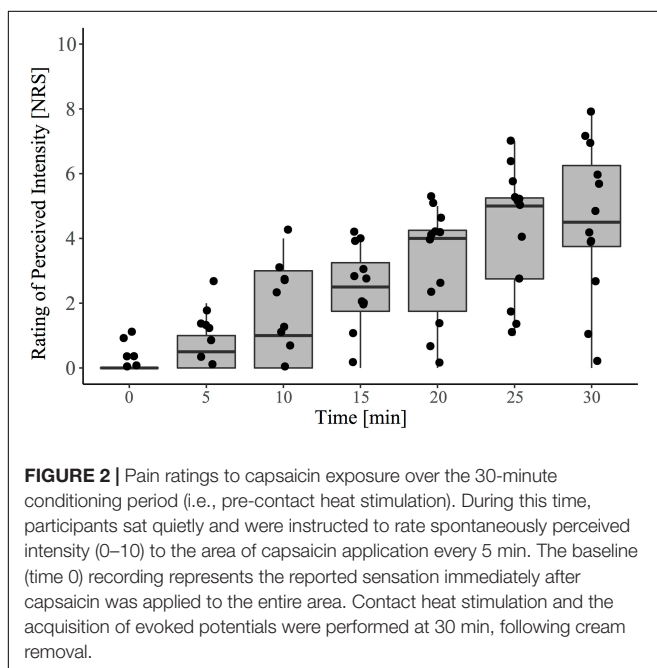 10
8
6
4
2
0
Rating of Perceived Intensity [NRS]
0 5 10 15 20 25 30
Time [min]
FIGURE 2 | Pain ratings to capsaicin exposure over the 30-minute
conditioning period (i.e., pre-contact heat stimulation). During this time,
participants sat quietly and were instructed to rate spontaneously perceived
intensity (0–10) to the area of capsaicin application every 5 min. The baseline
(time 0) recording represents the reported sensation immediately after
capsaicin was applied to the entire area. Contact heat stimulation and the
acquisition of evoked potentials were performed at 30 min, following cream
removal.